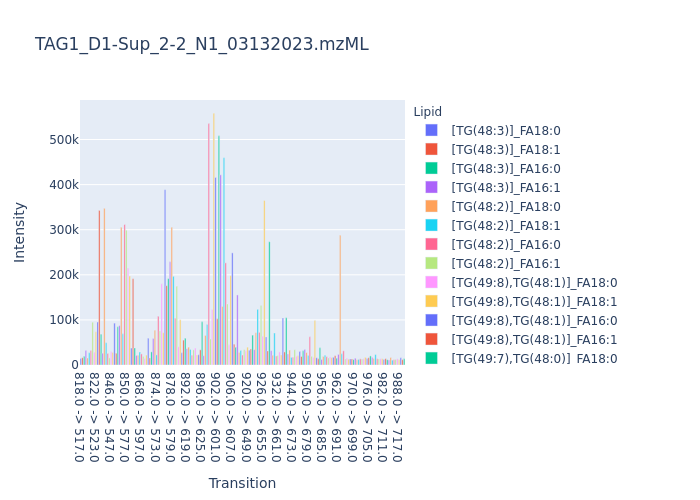 TAG1_D1-Sup_2-2_N1_03132023.mzML
Lipid
[TG(48:3)]_FA18:0
[TG(48:3)]_FA18:1
[TG(48:3)]_FA16:0
[TG(48:3)]_FA16:1
[TG(48:2)]_FA18:0
[TG(48:2)]_FA18:1
[TG(48:2)]_FA16:0
[TG(48:2)]_FA16:1
[TG(49:8),TG(48:1)]_FA18:0
[TG(49:8),TG(48:1)]_FA18:1
[TG(49:8),TG(48:1)]_FA16:0
[TG(49:8),TG(48:1)]_FA16:1
[TG(49:7),TG(48:0)]_FA18:0
Intensity
500k
400k
300k
200k
100k
0
818.0 -> 517.0
822.0 -> 523.0
846.0 -> 547.0
850.0 -> 577.0
868.0 -> 597.0
874.0 -> 573.0
878.0 -> 579.0
892.0 -> 619.0
896.0 -> 625.0
902.0 -> 601.0
906.0 -> 607.0
920.0 -> 649.0
926.0 -> 655.0
932.0 -> 661.0
944.0 -> 673.0
950.0 -> 679.0
956.0 -> 685.0
962.0 -> 691.0
970.0 -> 699.0
976.0 -> 705.0
982.0 -> 711.0
988.0 -> 717.0
Transition